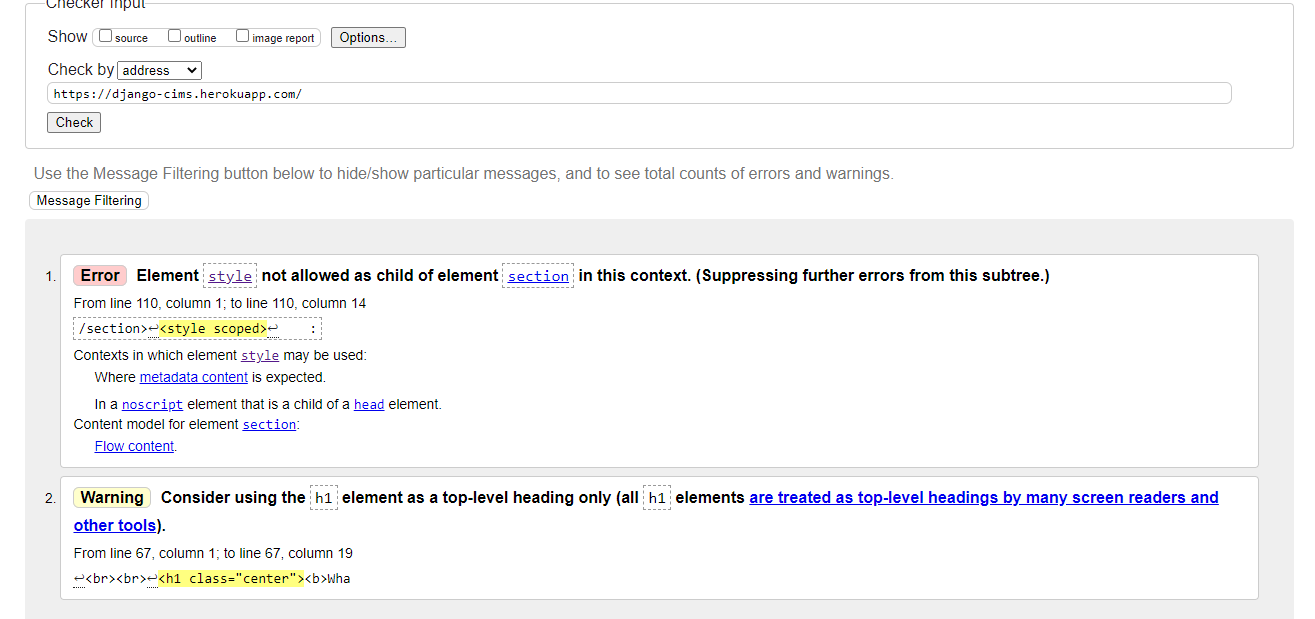 Checker Input
Show source outline image report Options...
Check by address
https://django-cims.herokuapp.com/
Check
Use the Message Filtering button below to hide/show particular messages, and to see total counts of errors and warnings.
Message Filtering
1. Error Element style not allowed as child of element section in this context. (Suppressing further errors from this subtree.)
From line 110, column 1; to line 110, column 14
/section>↩<style scoped>↩    :
Contexts in which element style may be used:
Where metadata content is expected.
In a noscript element that is a child of a head element.
Content model for element section:
Flow content.
2. Warning Consider using the h1 element as a top-level heading only (all h1 elements are treated as top-level headings by many screen readers and
other tools).
From line 67, column 1; to line 67, column 19
↩<br><br>↩<h1 class="center"><b>Wha